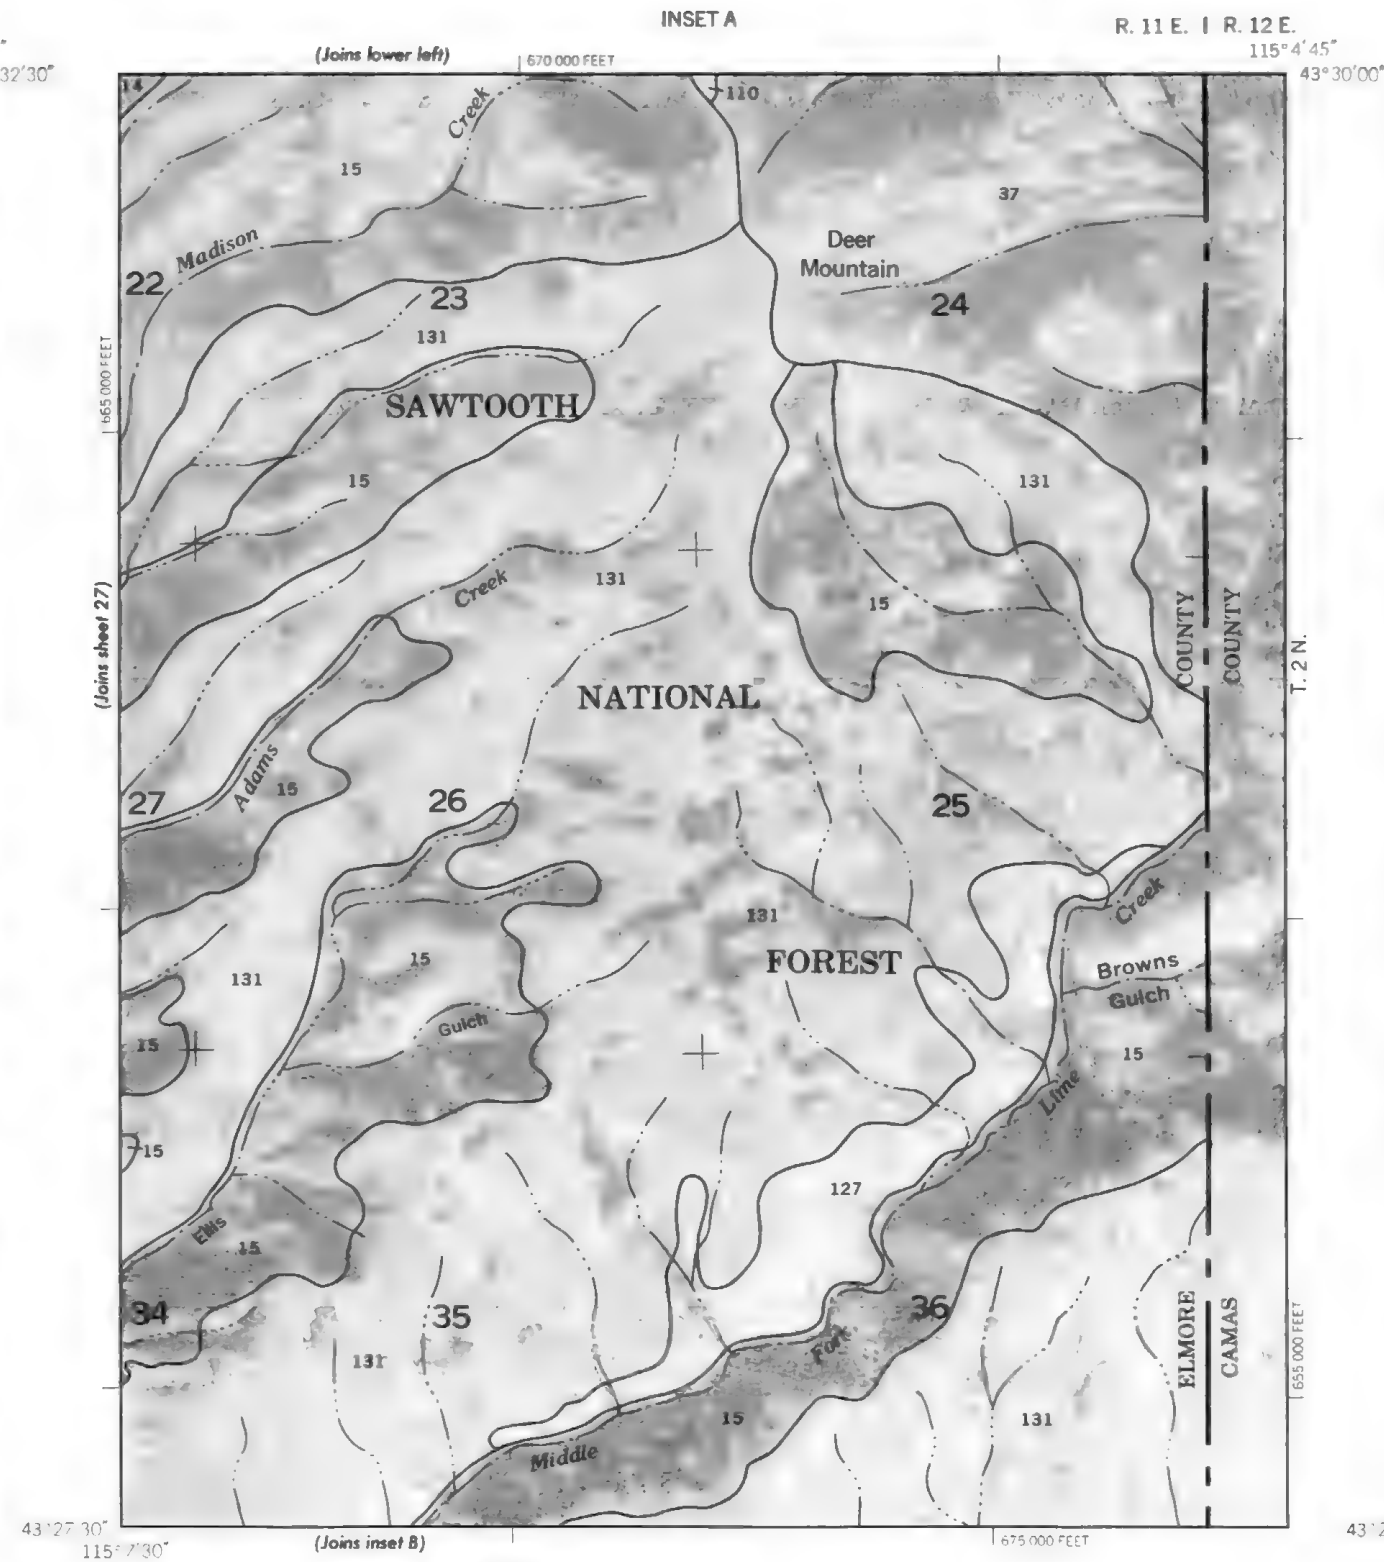 INSET A
R. 11 E. | R. 12 E.
(Joins lower left)
670 000 FEET
115°4'45"
32'30"
43°30'00"
14
110
Creek
15
37
Madison
Deer
Mountain
22
23
24
131
665 000 FEET
SAWTOOTH
15
131
Creek
131
15
(Joins sheet 27)
COUNTY
COUNTY
T. 2 N.
NATIONAL
Adams
15
27
26
25
Creek
131
15
FOREST
Browns
131
Gulch
Gulch
15
15
Lime
15
127
Ellis
15
34
35
36
ELMORE
CAMAS
655 000 FEET
Fork
131
15
131
Middle
43°27'30"
(Joins inset B)
675 000 FEET
115°7'30"